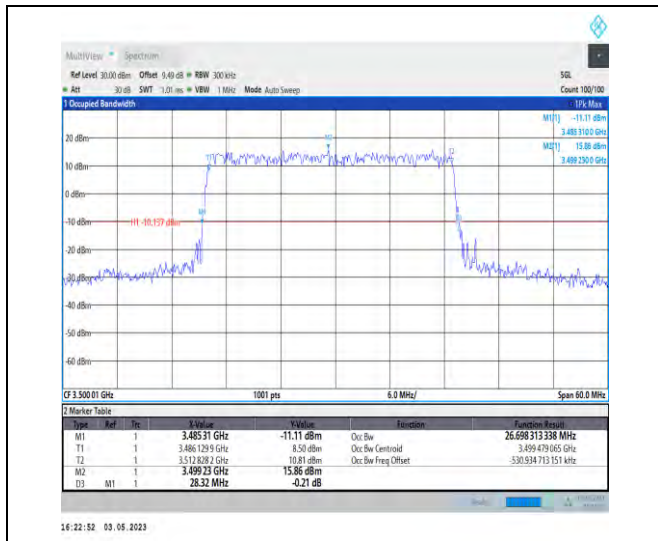 MultiView Spectrum
Ref Level 30.00 dBm Offset 9.49 dB RBW 300 kHz SGL
Att 30 dB SWT 1.01 ms VBW 1 MHz Mode Auto Sweep Count 100/100
1 Occupied Bandwidth 1Pk Max
M1[1] -11.11 dBm
3.485 310 0 GHz
M2[1] 15.86 dBm
3.499 230 0 GHz
20 dBm
M2
T1 T2
10 dBm
0 dBm
M1
-10 dBm H1 -10.137 dBm
-20 dBm
-30 dBm
-40 dBm
-50 dBm
-60 dBm
CF 3.500 01 GHz 1001 pts 6.0 MHz/ Span 60.0 MHz
2 Marker Table
Type Ref Trc X-Value Y-Value Function Function Result
M1 1 3.485 31 GHz -11.11 dBm Occ Bw 26.698 313 338 MHz
T1 1 3.486 129 9 GHz 8.50 dBm Occ Bw Centroid 3.499 479 065 GHz
T2 1 3.512 828 2 GHz 10.81 dBm Occ Bw Freq Offset -530.934 713 151 kHz
M2 1 3.499 23 GHz 15.86 dBm
D3 M1 1 28.32 MHz -0.21 dB
16:22:52 03.05.2023